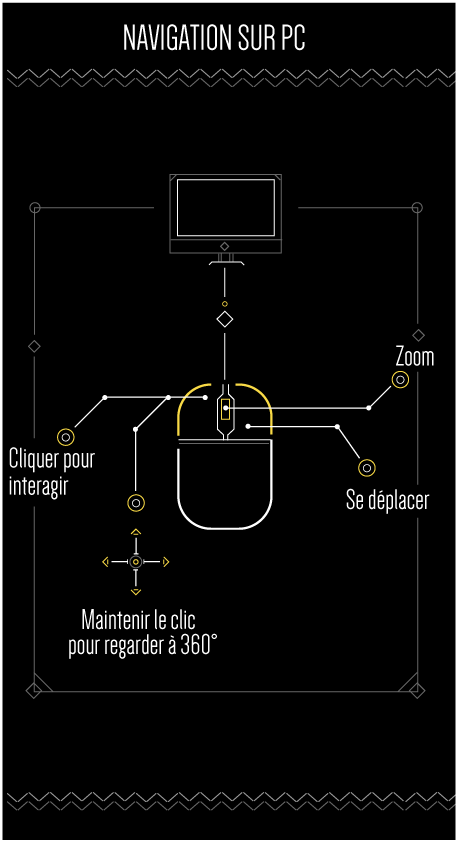 NAVIGATION SUR PC
Zoom
Cliquer pour
interagir
Se déplacer
Maintenir le clic
pour regarder à 360°